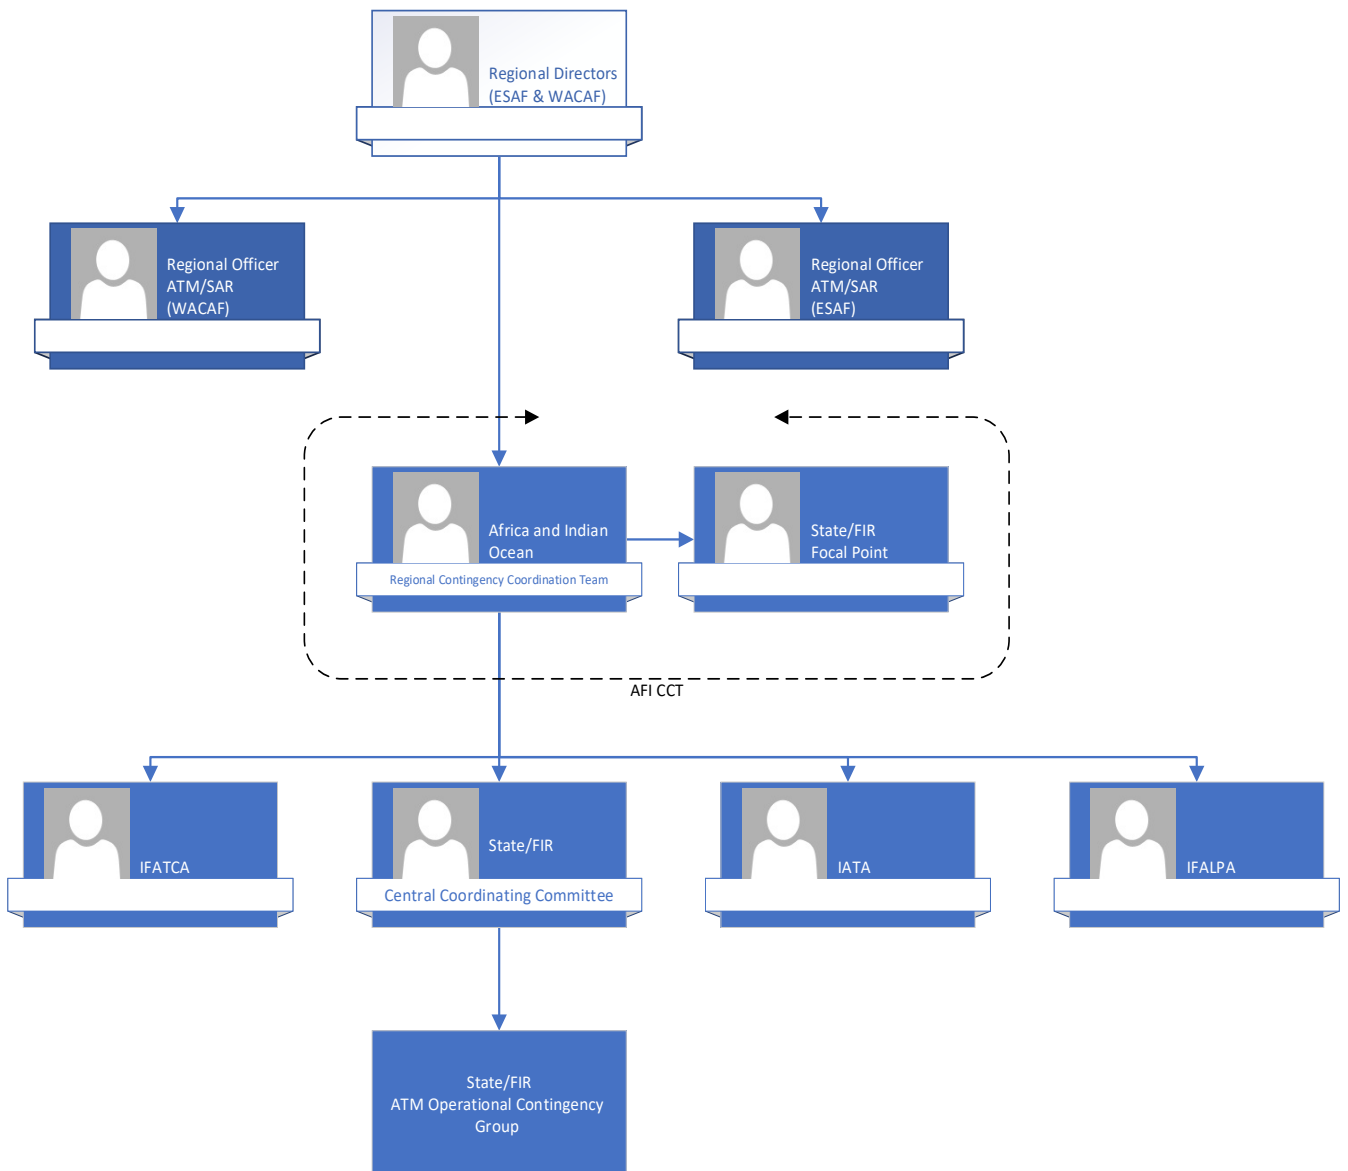 Regional Directors
(ESAF & WACAF)
Regional Officer
ATM/SAR
(WACAF)
Regional Officer
ATM/SAR
(ESAF)
Africa and Indian
Ocean
Regional Contingency Coordination Team
State/FIR
Focal Point
AFI CCT
IFATCA
State/FIR
Central Coordinating Committee
IATA
IFALPA
State/FIR
ATM Operational Contingency
Group